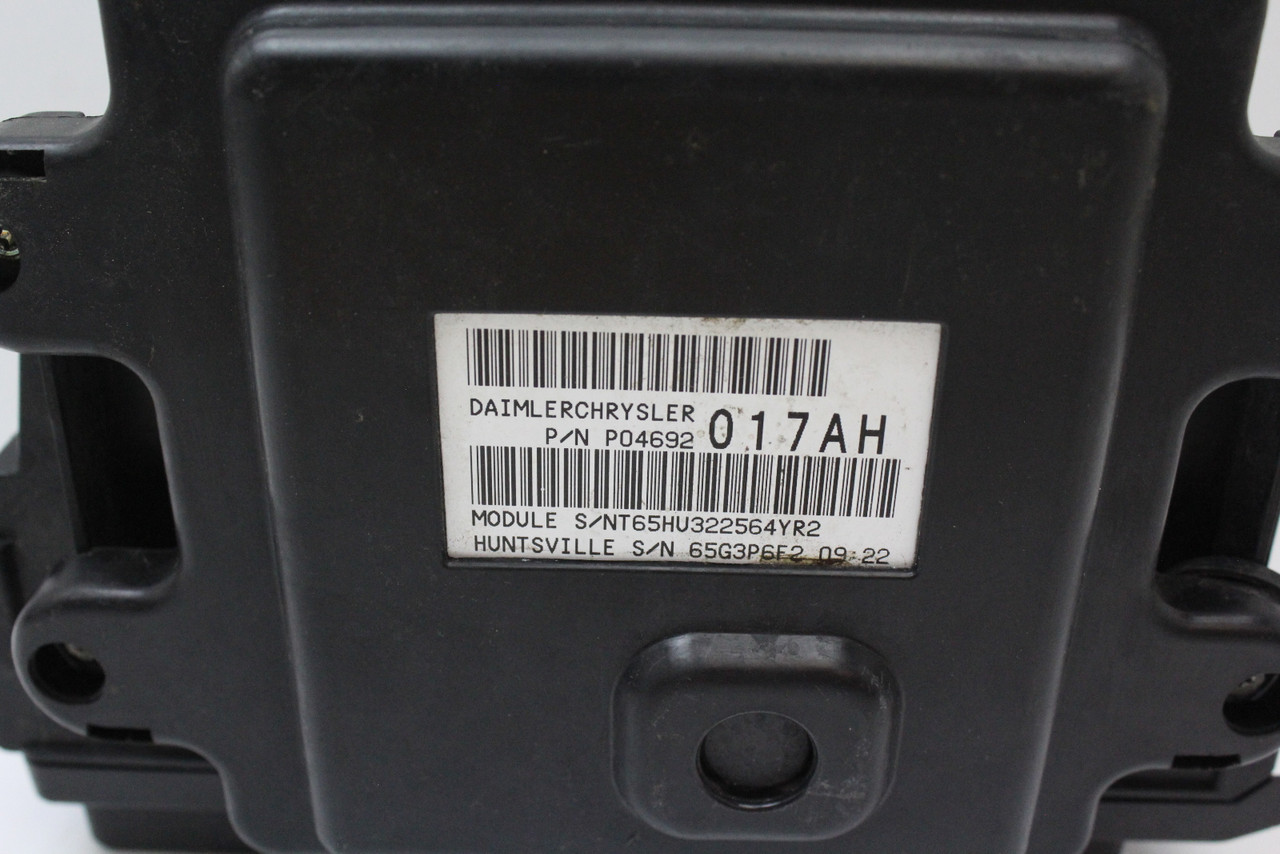 DAIMLERCHRYSLER
P/N P04692 017AH
MODULE S/NT65HU322564YR2
HUNTSVILLE S/N 65G3P6F2 09:22